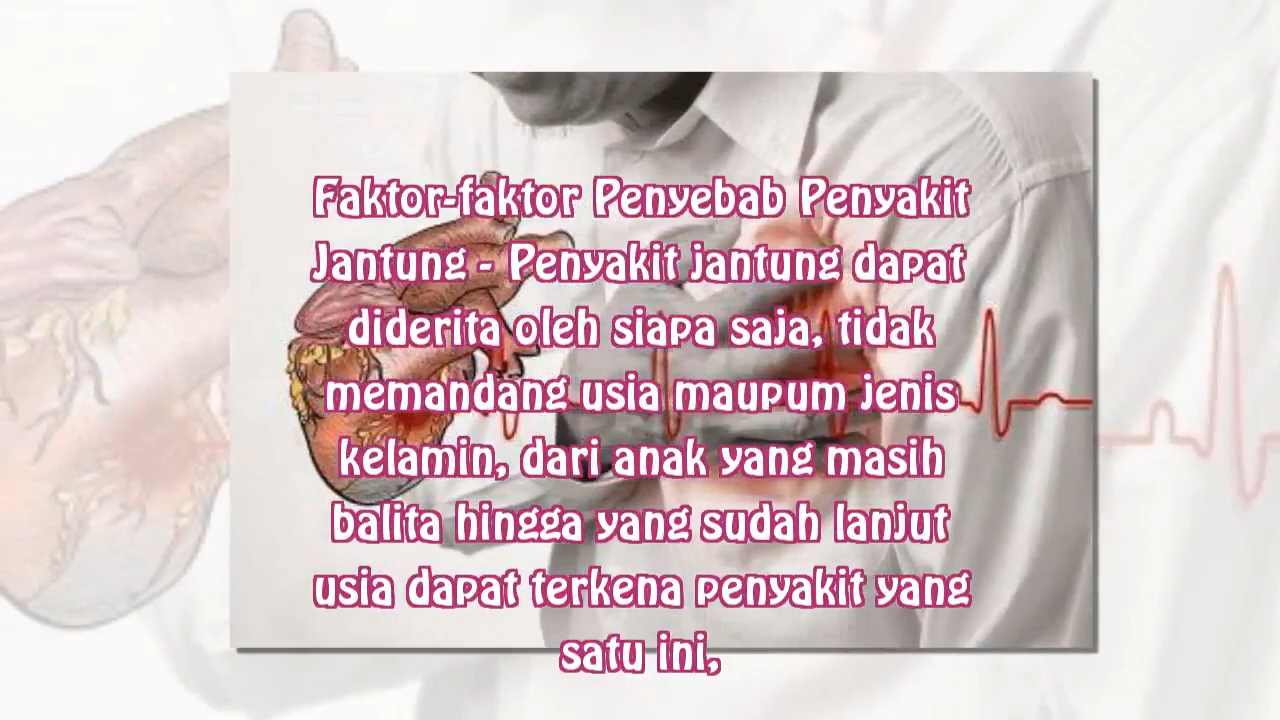 Faktor-faktor Penyebab Penyakit
Jantung - Penyakit jantung dapat
diderita oleh siapa saja, tidak
memandang usia maupum jenis
kelamin, dari anak yang masih
balita hingga yang sudah lanjut
usia dapat terkena penyakit yang
satu ini,